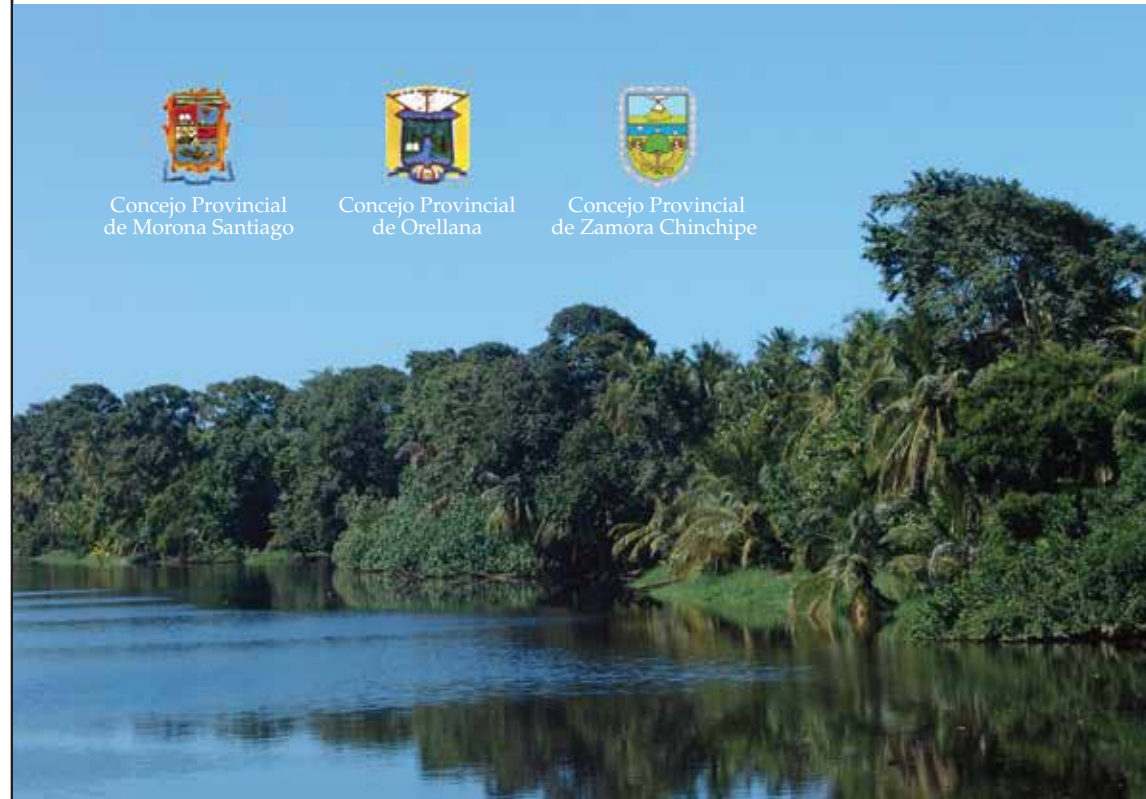 Concejo Provincial
de Morona Santiago
Concejo Provincial
de Orellana
Concejo Provincial
de Zamora Chinchipe